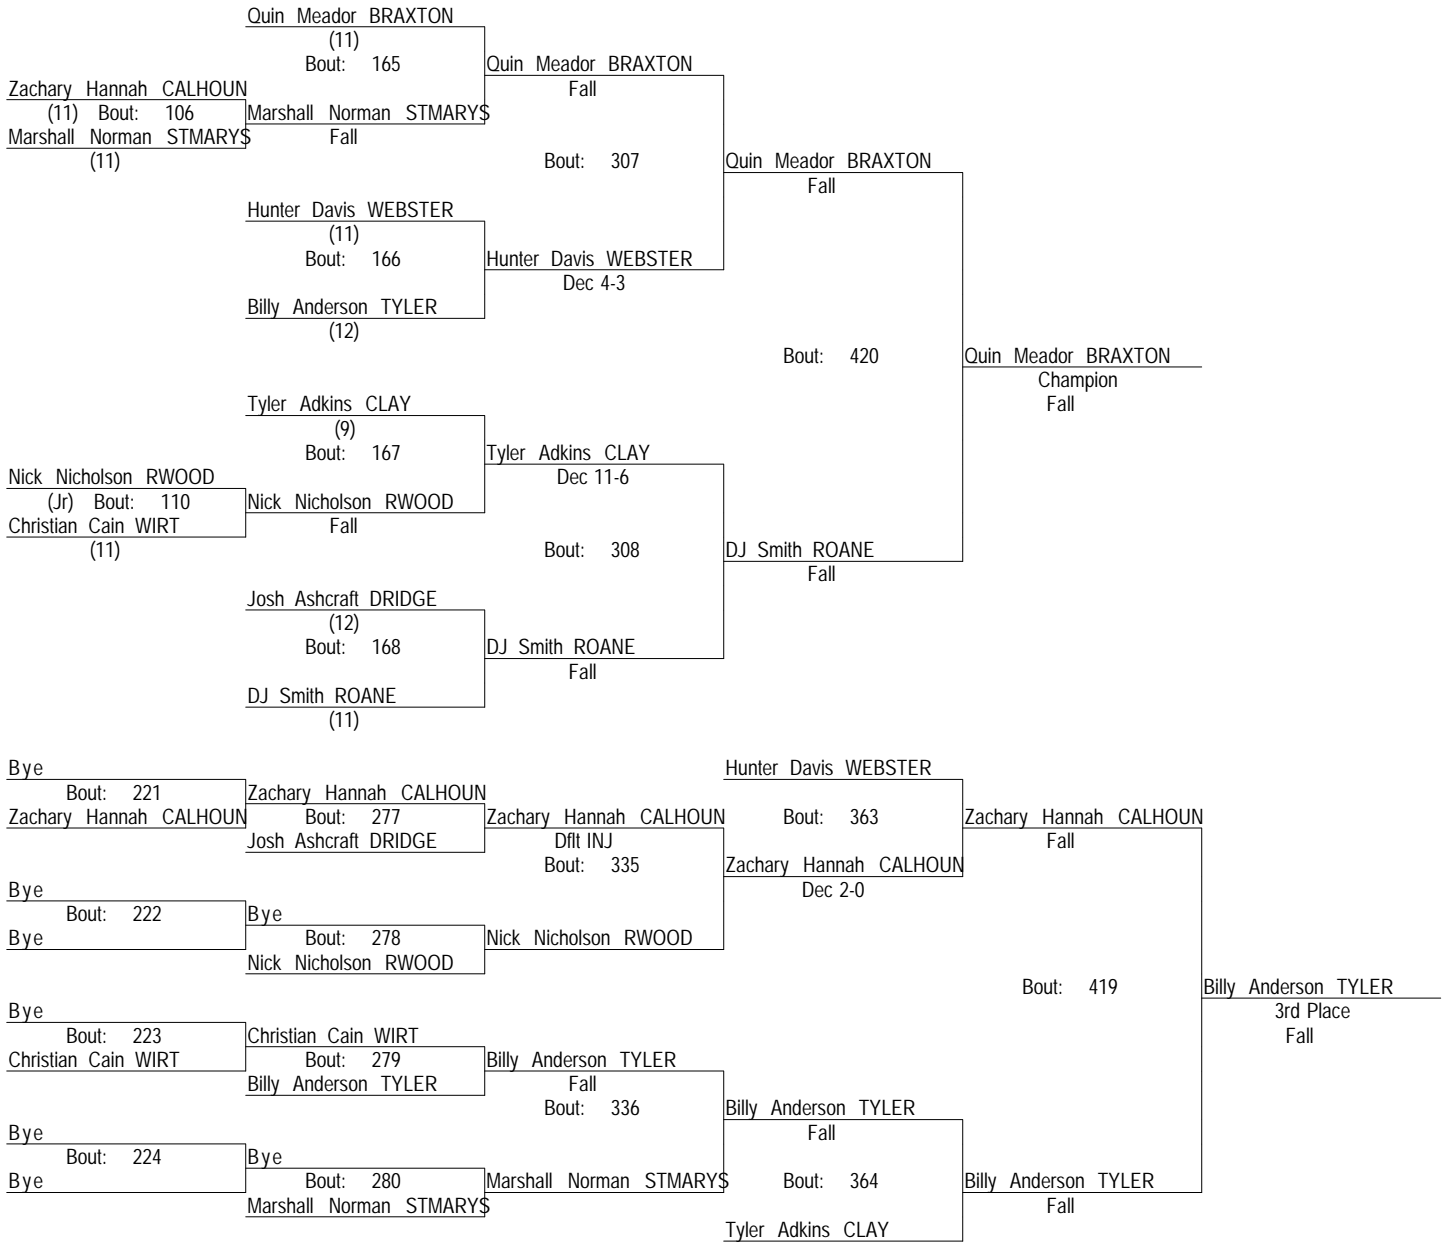 Quin Meador BRAXTON
(11)
Bout: 165
Quin Meador BRAXTON
Fall
Zachary Hannah CALHOUN
(11) Bout: 106
Marshall Norman STMARYS
Marshall Norman STMARYS
Fall
(11)
Bout: 307
Quin Meador BRAXTON
Fall
Hunter Davis WEBSTER
(11)
Bout: 166
Hunter Davis WEBSTER
Dec 4-3
Billy Anderson TYLER
(12)
Bout: 420
Quin Meador BRAXTON
Champion
Fall
Tyler Adkins CLAY
(9)
Bout: 167
Tyler Adkins CLAY
Dec 11-6
Nick Nicholson RWOOD
(Jr) Bout: 110
Nick Nicholson RWOOD
Christian Cain WIRT
Fall
(11)
Bout: 308
DJ Smith ROANE
Fall
Josh Ashcraft DRIDGE
(12)
Bout: 168
DJ Smith ROANE
Fall
DJ Smith ROANE
(11)
Bye
Bout: 221
Zachary Hannah CALHOUN
Zachary Hannah CALHOUN
Bout: 277
Josh Ashcraft DRIDGE
Zachary Hannah CALHOUN
Dflt INJ
Bout: 335
Hunter Davis WEBSTER
Bout: 363
Zachary Hannah CALHOUN
Dec 2-0
Zachary Hannah CALHOUN
Fall
Bye
Bout: 222
Bye
Bye
Bout: 278
Nick Nicholson RWOOD
Nick Nicholson RWOOD
Bout: 419
Billy Anderson TYLER
3rd Place
Fall
Bye
Bout: 223
Christian Cain WIRT
Christian Cain WIRT
Bout: 279
Billy Anderson TYLER
Billy Anderson TYLER
Fall
Bout: 336
Billy Anderson TYLER
Fall
Bye
Bout: 224
Bye
Bye
Bout: 280
Marshall Norman STMARYS
Marshall Norman STMARYS
Bout: 364
Tyler Adkins CLAY
Billy Anderson TYLER
Fall